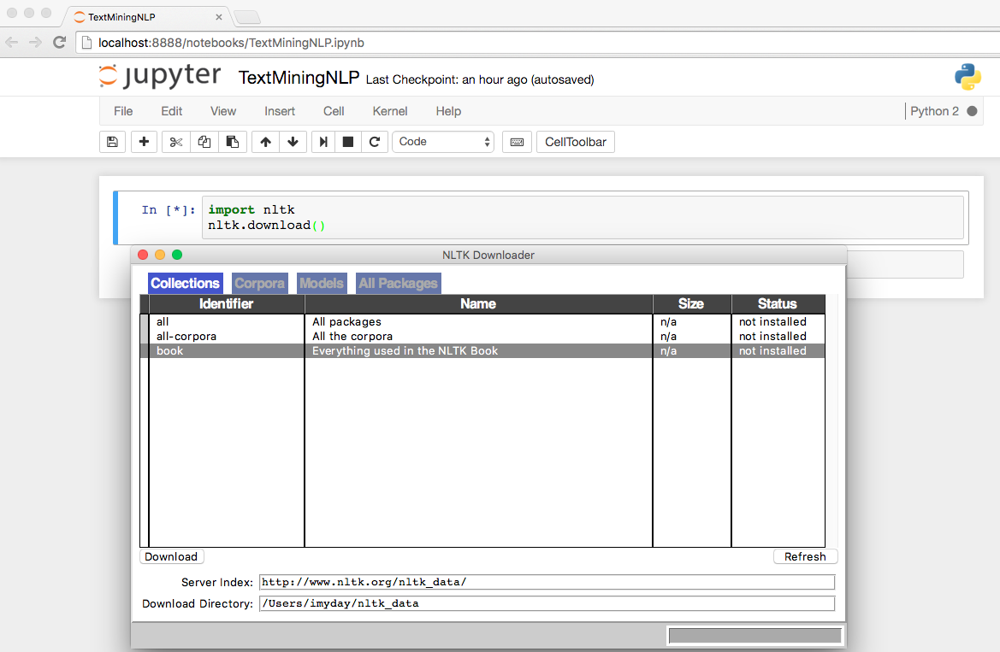 TextMiningNLP
localhost:8888/notebooks/TextMiningNLP.ipynb
jupyter TextMiningNLP Last Checkpoint: an hour ago (autosaved)
File Edit View Insert Cell Kernel Help Python 2
Code CellToolbar
In [*]: import nltk
nltk.download()
NLTK Downloader
Collections Corpora Models All Packages
Identifier Name Size Status
all All packages n/a not installed
all-corpora All the corpora n/a not installed
book Everything used in the NLTK Book n/a not installed
Download Refresh
Server Index: http://www.nltk.org/nltk_data/
Download Directory: /Users/imyday/nltk_data